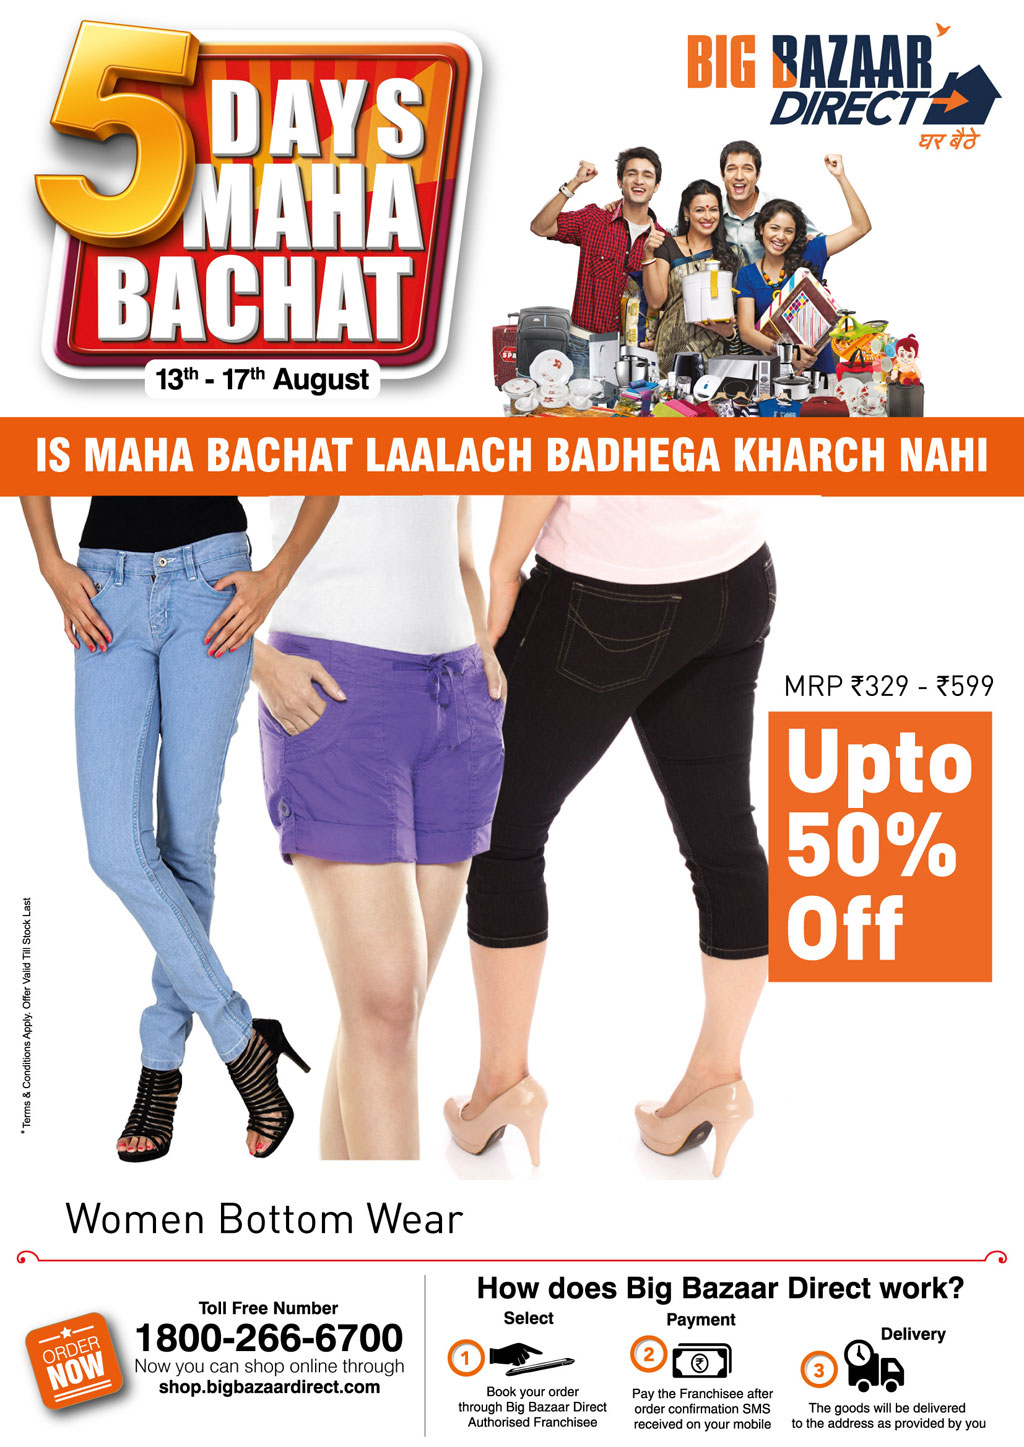 5 DAYS
MAHA
BACHAT
13th - 17th August
BIG BAZAAR
DIRECT
घर बैठे
IS MAHA BACHAT LAALACH BADHEGA KHARCH NAHI
MRP ₹329 - ₹599
Upto
50%
Off
* Terms & Conditions Apply. Offer Valid Till Stock Last
Women Bottom Wear
ORDER
NOW
Toll Free Number
1800-266-6700
Now you can shop online through
shop.bigbazaardirect.com
How does Big Bazaar Direct work?
Select
1
Book your order
through Big Bazaar Direct
Authorised Franchisee
Payment
2
₹
Pay the Franchisee after
order confirmation SMS
received on your mobile
Delivery
3
The goods will be delivered
to the address as provided by you